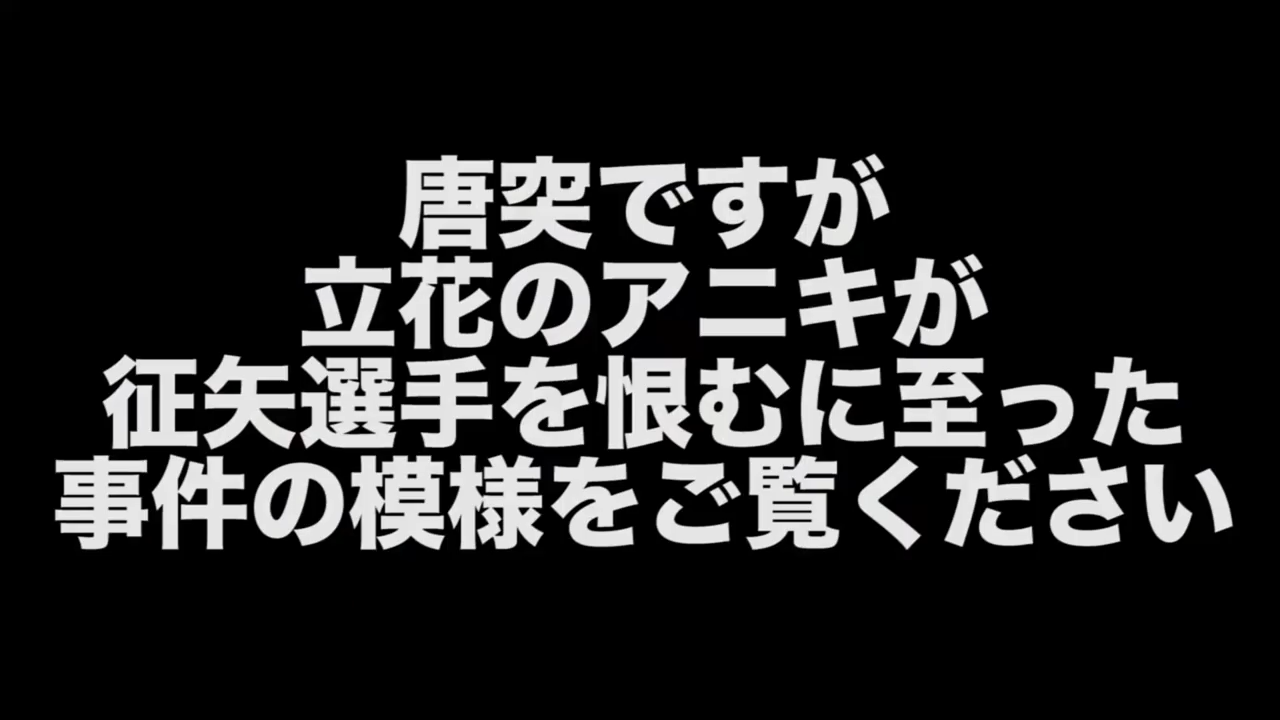 唐突ですが
立花のアニキが
征矢選手を恨むに至った
事件の模様をご覧ください